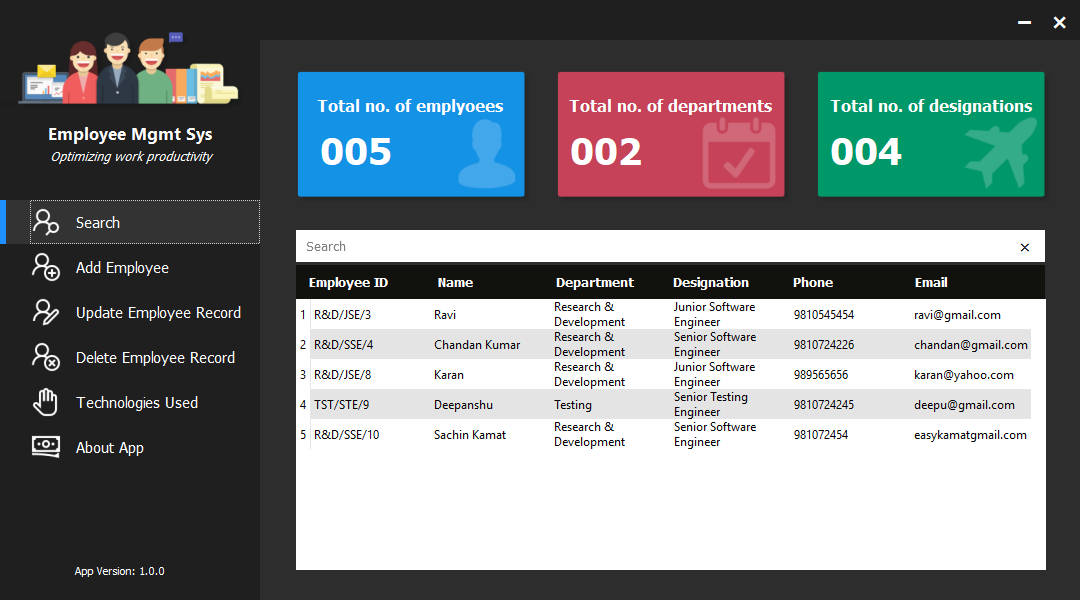 Employee Mgmt Sys
Optimizing work productivity
Search
Add Employee
Update Employee Record
Delete Employee Record
Technologies Used
About App
App Version: 1.0.0
Total no. of emplyoees
005
Total no. of departments
002
Total no. of designations
004
Search
Employee ID Name Department Designation Phone Email
1 R&D/JSE/3 Ravi Research & Development Junior Software Engineer 9810545454 ravi@gmail.com
2 R&D/SSE/4 Chandan Kumar Research & Development Senior Software Engineer 9810724226 chandan@gmail.com
3 R&D/JSE/8 Karan Research & Development Junior Software Engineer 989565656 karan@yahoo.com
4 TST/STE/9 Deepanshu Testing Senior Testing Engineer 9810724245 deepu@gmail.com
5 R&D/SSE/10 Sachin Kamat Research & Development Senior Software Engineer 981072454 easykamatgmail.com